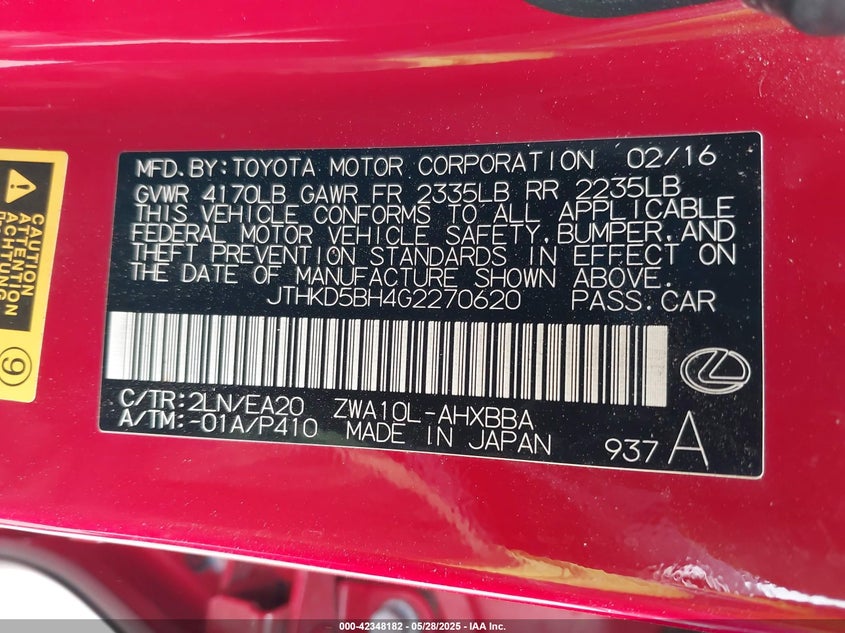 MFD.BY:TOYOTA MOTOR CORPORATION 02/16
GVWR 4170LB GAWR FR 2335LB RR 2235LB
THIS VEHICLE CONFORMS TO ALL APPLICABLE
FEDERAL MOTOR VEHICLE SAFETY,BUMPER,AND
THEFT PREVENTION STANDARDS IN EFFECT ON
THE DATE OF MANUFACTURE SHOWN ABOVE.
JTHKD5BH4G2270620 PASS.CAR
C/TR:2LN/EA20 ZWA10L-AHXBBA
A/TM:-01A/P410 MADE IN JAPAN
937 A
CAUTION
ATTENTION
ACHTUNG
9
000-42348182 - 05/28/2025 - IAA Inc.